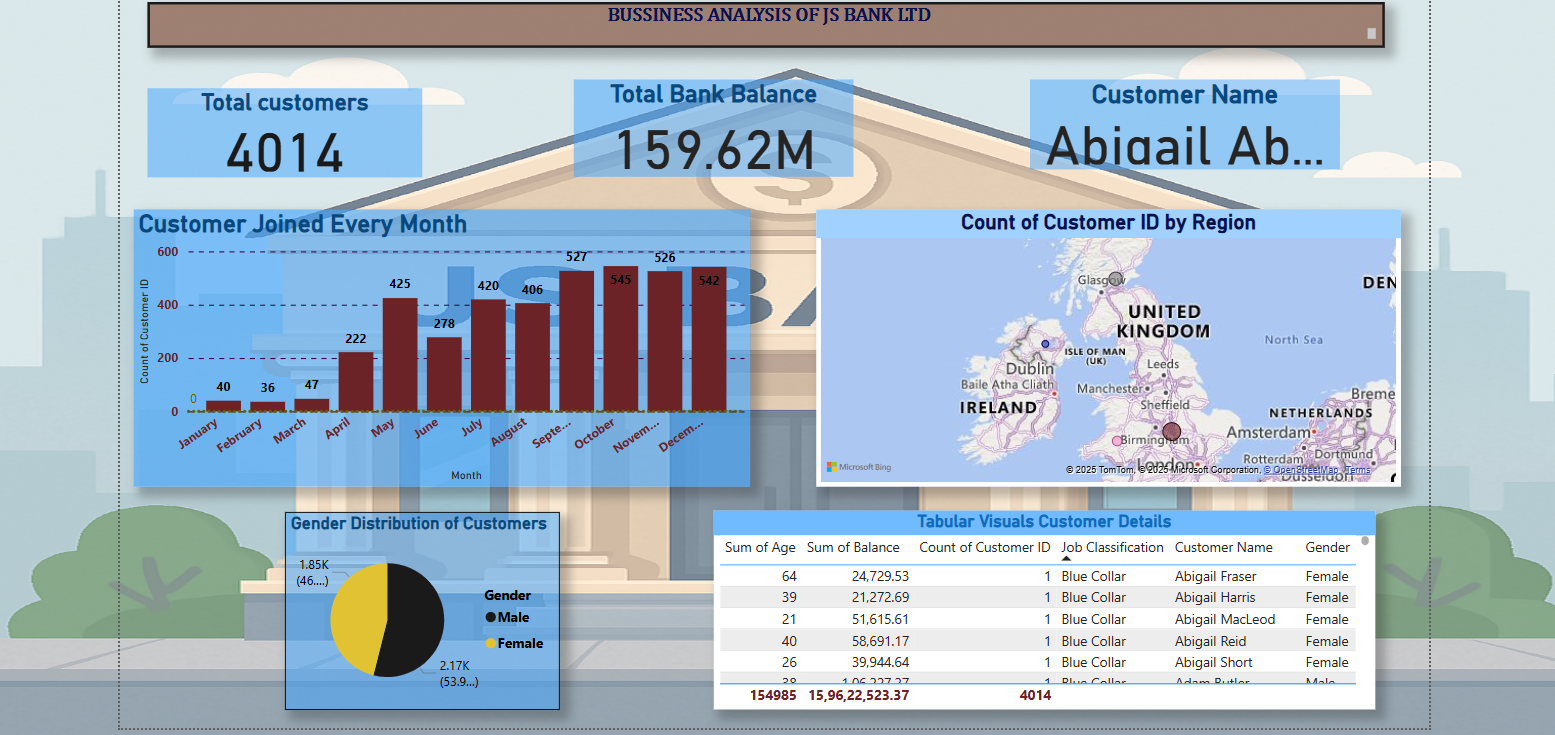 BUSSINESS ANALYSIS OF JS BANK LTD
Total customers
4014
Total Bank Balance
159.62M
Customer Name
Abigail Ab...
Customer Joined Every Month
Count of Customer ID
600
400
200
0
0
40
36
47
222
425
278
420
406
527
545
526
542
January
February
March
April
May
June
July
August
Septe...
October
Novem...
Decem...
Month
JS BA
Count of Customer ID by Region
Glasgow
DEN
UNITED
KINGDOM
North Sea
ISLE OF MAN
(UK)
Leeds
Dublin
Baile Atha Cliath
Manchester
Sheffield
IRELAND
Breme
NETHERLANDS
Amsterdam
Birmingham
Rotterdam
Dortmund
London
Düsseldorf
Microsoft Bing
© 2025 TomTom, © 2025 Microsoft Corporation, © OpenStreetMap Terms
Gender Distribution of Customers
1.85K
(46....)
2.17K
(53.9...)
Gender
Male
Female
Tabular Visuals Customer Details
Sum of Age Sum of Balance Count of Customer ID Job Classification Customer Name Gender
64 24,729.53 1 Blue Collar Abigail Fraser Female
39 21,272.69 1 Blue Collar Abigail Harris Female
21 51,615.61 1 Blue Collar Abigail MacLeod Female
40 58,691.17 1 Blue Collar Abigail Reid Female
26 39,944.64 1 Blue Collar Abigail Short Female
38 1,06,227.27 1 Blue Collar Adam Butler Male
154985 15,96,22,523.37 4014